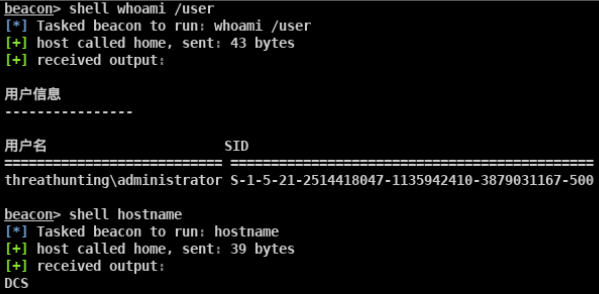 beacon> shell whoami /user
[*] Tasked beacon to run: whoami /user
[+] host called home, sent: 43 bytes
[+] received output:
用户信息
----------------
用户名 SID
=========================== =============================================
threathunting\administrator S-1-5-21-2514418047-1135942410-3879031167-500
beacon> shell hostname
[*] Tasked beacon to run: hostname
[+] host called home, sent: 39 bytes
[+] received output:
DCS